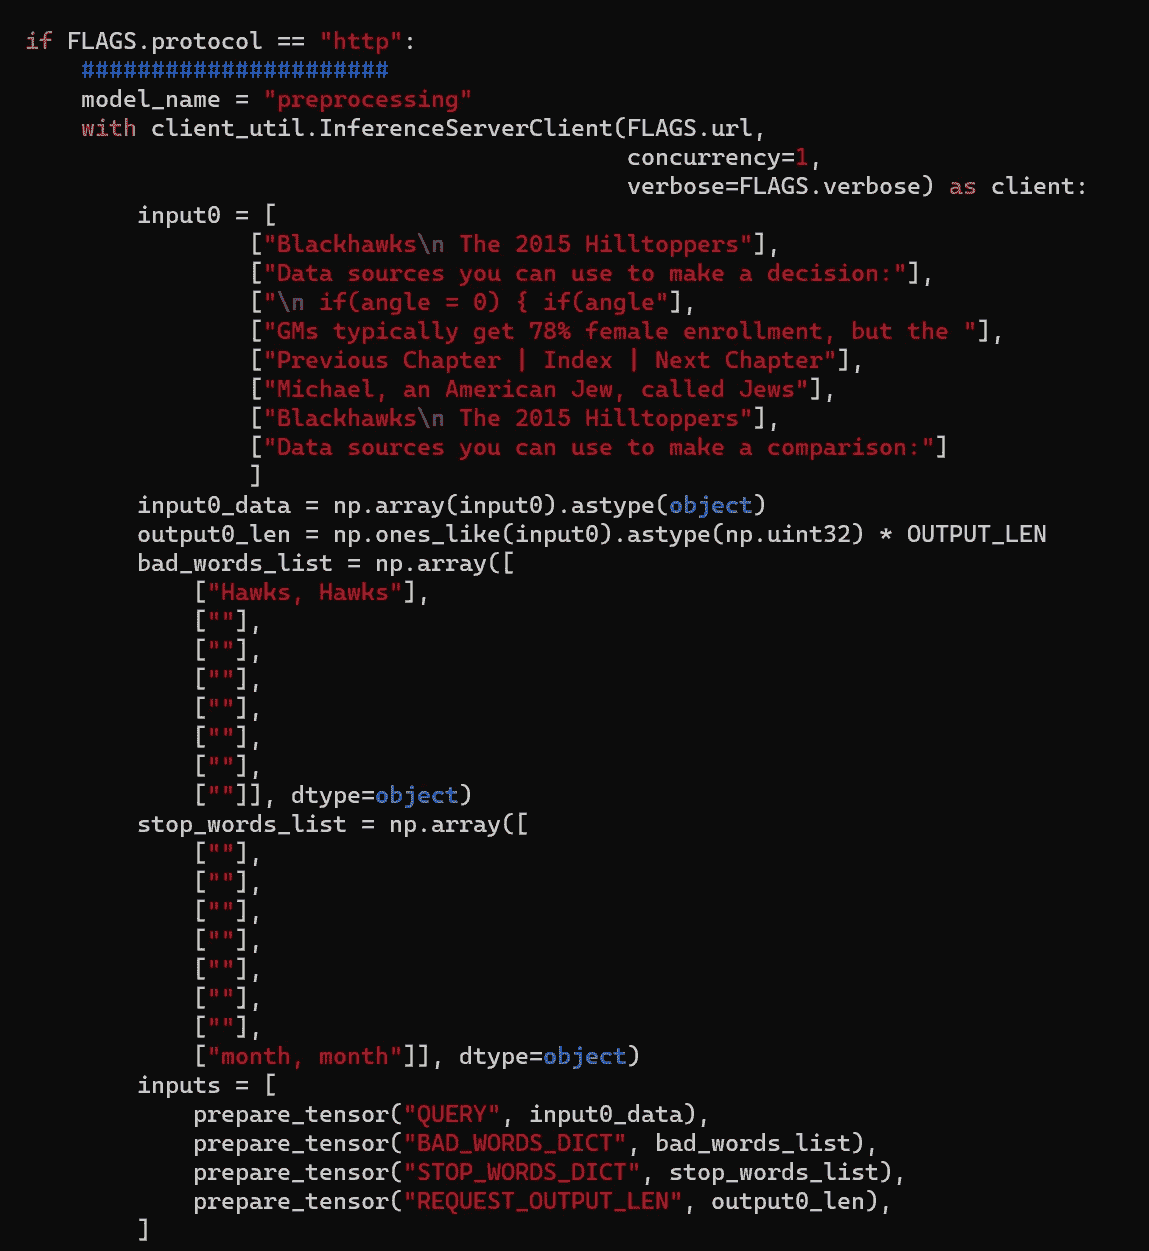 if FLAGS.protocol == "http":
    ######################
    model_name = "preprocessing"
    with client_util.InferenceServerClient(FLAGS.url,
                                           concurrency=1,
                                           verbose=FLAGS.verbose) as client:
        input0 = [
                ["Blackhawks\n The 2015 Hilltoppers"],
                ["Data sources you can use to make a decision:"],
                ["\n if(angle = 0) { if(angle"],
                ["GMs typically get 78% female enrollment, but the "],
                ["Previous Chapter | Index | Next Chapter"],
                ["Michael, an American Jew, called Jews"],
                ["Blackhawks\n The 2015 Hilltoppers"],
                ["Data sources you can use to make a comparison:"]
                ]
        input0_data = np.array(input0).astype(object)
        output0_len = np.ones_like(input0).astype(np.uint32) * OUTPUT_LEN
        bad_words_list = np.array([
            ["Hawks, Hawks"],
            [""],
            [""],
            [""],
            [""],
            [""],
            [""],
            [""]], dtype=object)
        stop_words_list = np.array([
            [""],
            [""],
            [""],
            [""],
            [""],
            [""],
            [""],
            ["month, month"]], dtype=object)
        inputs = [
            prepare_tensor("QUERY", input0_data),
            prepare_tensor("BAD_WORDS_DICT", bad_words_list),
            prepare_tensor("STOP_WORDS_DICT", stop_words_list),
            prepare_tensor("REQUEST_OUTPUT_LEN", output0_len),
        ]